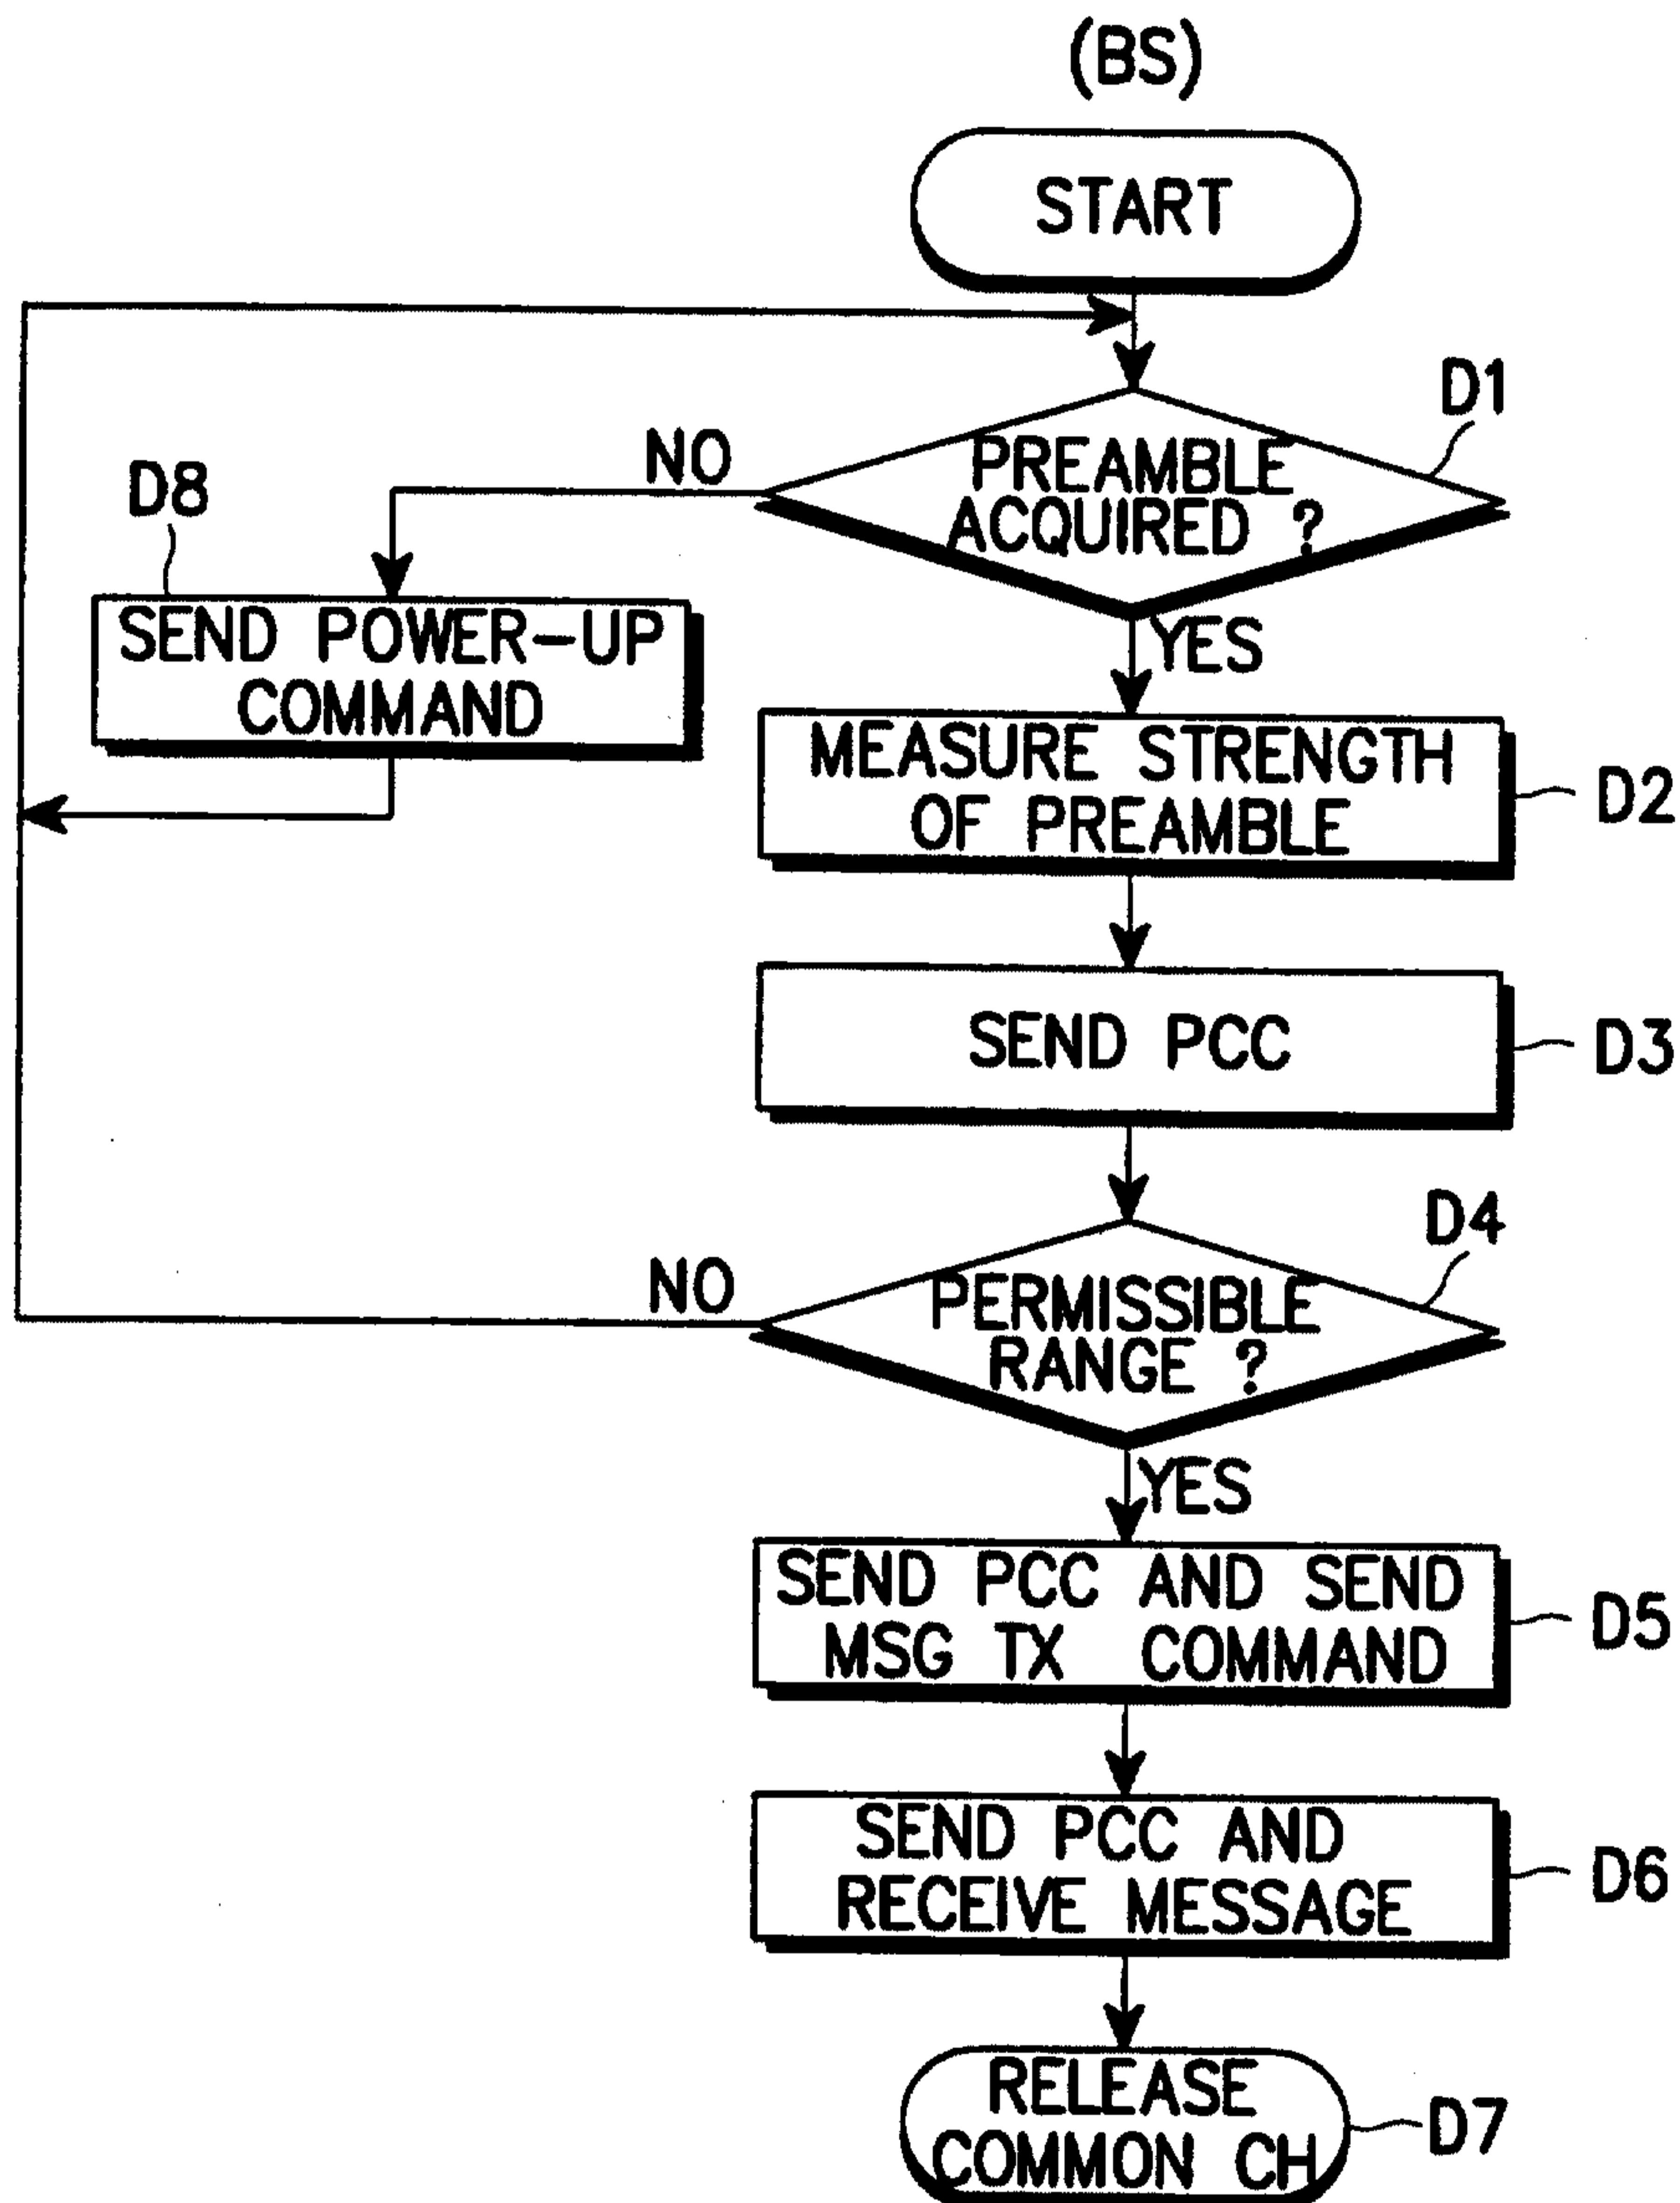 (BS)
START
D1
PREAMBLE
ACQUIRED ?
NO
YES
D8
SEND POWER-UP
COMMAND
MEASURE STRENGTH
OF PREAMBLE
D2
SEND PCC
D3
D4
PERMISSIBLE
RANGE ?
NO
YES
SEND PCC AND SEND
MSG TX COMMAND
D5
SEND PCC AND
RECEIVE MESSAGE
D6
RELEASE
COMMON CH
D7